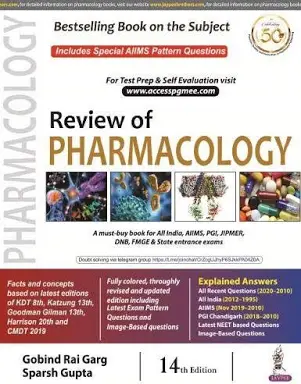 Bestselling Book on the Subject
Includes Special AIIMS Pattern Questions
50
For Test Prep & Self Evaluation visit
www.accesspgmee.com
PHARMACOLOGY
Review of
PHARMACOLOGY
A must-buy book for All India, AIIMS, PGI, JIPMER,
DNB, FMGE & State entrance exams
Facts and concepts
based on latest editions
of KDT 8th, Katzung 13th,
Goodman Gilman 13th,
Harrison 20th and
CMDT 2019
Fully colored, thoroughly
revised and updated
edition including
Latest Exam Pattern
Questions and
Image-based questions
Explained Answers
All Recent Questions (2020-2010)
All India (2012-1995)
AIIMS (Nov 2019-2010)
PGI Chandigarh (2018-2010)
Latest NEET based Questions
Image-Based Questions
Gobind Rai Garg
Sparsh Gupta
14th Edition
JAYPEE